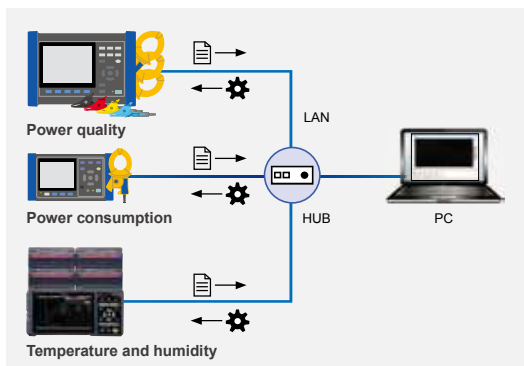 LAN
Power quality
Power consumption
HUB
PC
Temperature and humidity